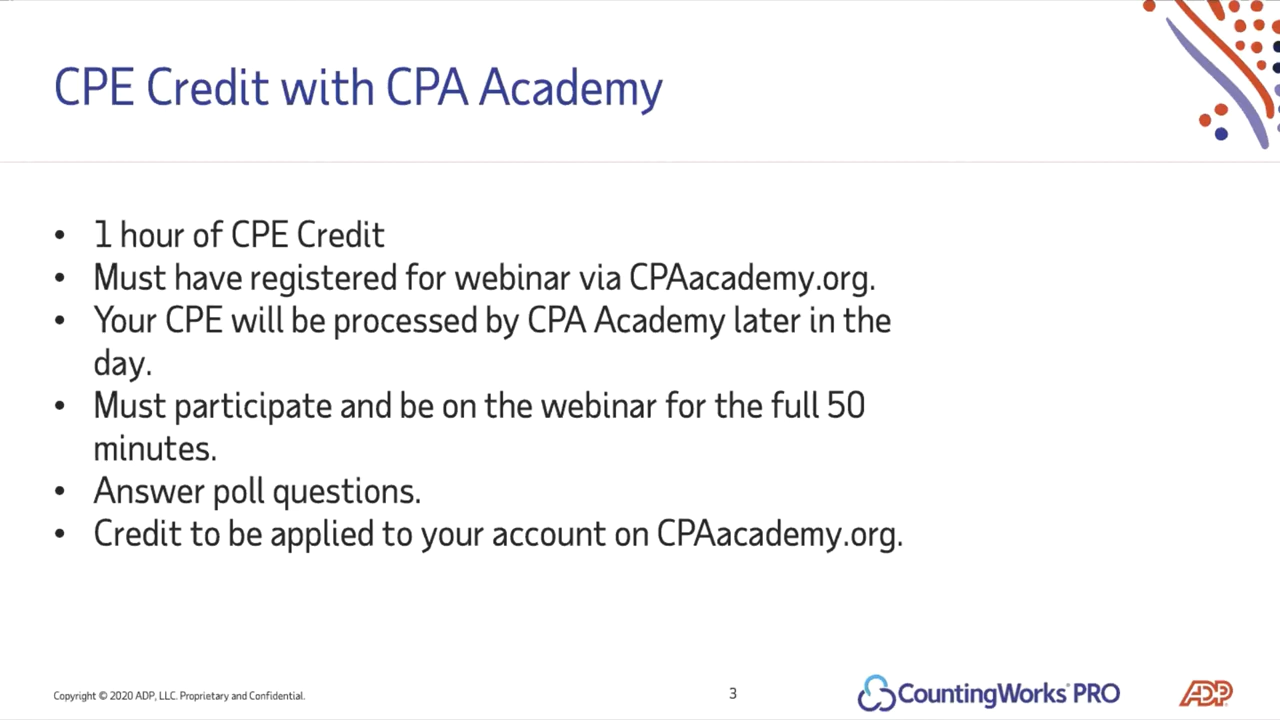 CPE Credit with CPA Academy
• 1 hour of CPE Credit
• Must have registered for webinar via CPAacademy.org.
• Your CPE will be processed by CPA Academy later in the
day.
• Must participate and be on the webinar for the full 50
minutes.
• Answer poll questions.
• Credit to be applied to your account on CPAacademy.org.
Copyright © 2020 ADP, LLC. Proprietary and Confidential.
3
CountingWorks® PRO
ADP